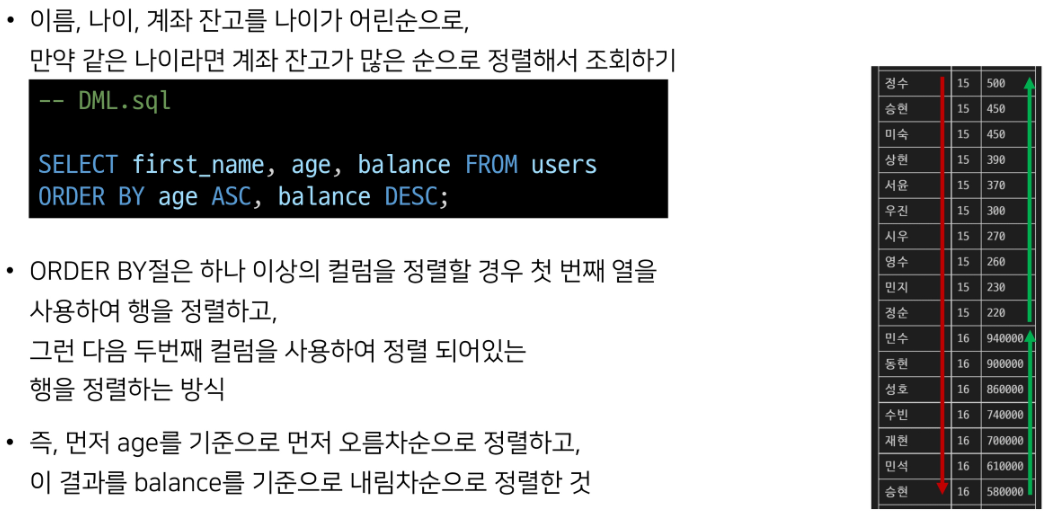 • 이름, 나이, 계좌 잔고를 나이가 어린순으로,
만약 같은 나이라면 계좌 잔고가 많은 순으로 정렬해서 조회하기
-- DML.sql
SELECT first_name, age, balance FROM users
ORDER BY age ASC, balance DESC;
• ORDER BY절은 하나 이상의 컬럼을 정렬할 경우 첫 번째 열을
사용하여 행을 정렬하고,
그런 다음 두번째 컬럼을 사용하여 정렬 되어있는
행을 정렬하는 방식
• 즉, 먼저 age를 기준으로 먼저 오름차순으로 정렬하고,
이 결과를 balance를 기준으로 내림차순으로 정렬한 것
정수 15 500
승현 15 450
미숙 15 450
상현 15 390
서윤 15 370
우진 15 300
시우 15 270
영수 15 260
민지 15 230
정순 15 220
민수 16 940000
동현 16 900000
성호 16 860000
수빈 16 740000
재현 16 700000
민석 16 610000
승현 16 580000